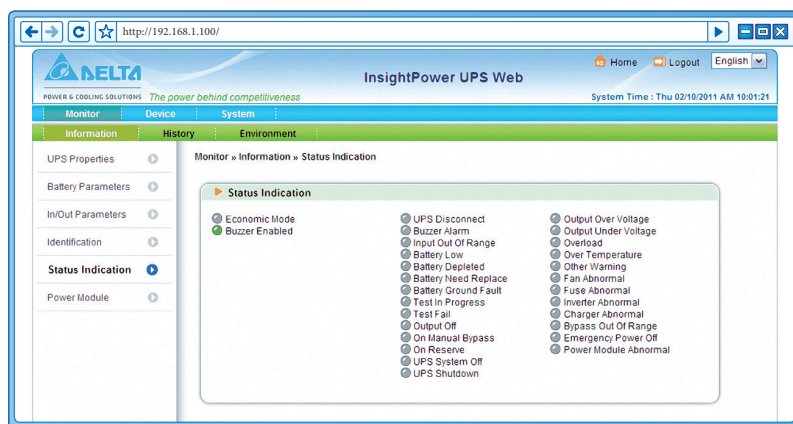 http://192.168.1.100/
Home Logout English
DELTA
InsightPower UPS Web
POWER & COOLING SOLUTIONS The power behind competitiveness
System Time : Thu 02/10/2011 AM 10:01:21
Monitor Device System
Information History Environment
UPS Properties
Battery Parameters
In/Out Parameters
Identification
Status Indication
Power Module
Monitor » Information » Status Indication
Status Indication
Economic Mode
Buzzer Enabled
UPS Disconnect
Buzzer Alarm
Input Out Of Range
Battery Low
Battery Depleted
Battery Need Replace
Battery Ground Fault
Test In Progress
Test Fail
Output Off
On Manual Bypass
On Reserve
UPS System Off
UPS Shutdown
Output Over Voltage
Output Under Voltage
Overload
Over Temperature
Other Warning
Fan Abnormal
Fuse Abnormal
Inverter Abnormal
Charger Abnormal
Bypass Out Of Range
Emergency Power Off
Power Module Abnormal